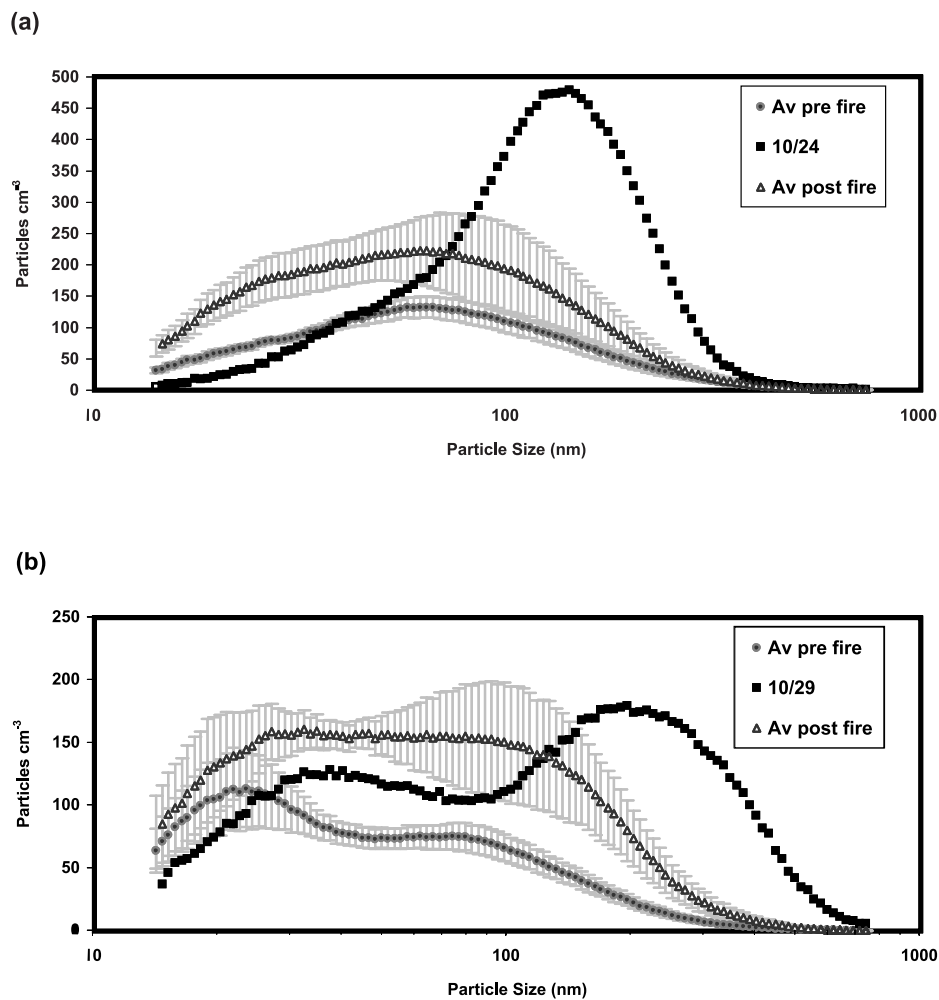 (a)
500
450
400
350
300
250
200
150
100
50
0
Particles cm-3
Av pre fire
10/24
Av post fire
10
100
1000
Particle Size (nm)
(b)
250
200
150
100
50
0
Particles cm-3
Av pre fire
10/29
Av post fire
10
100
1000
Particle Size (nm)